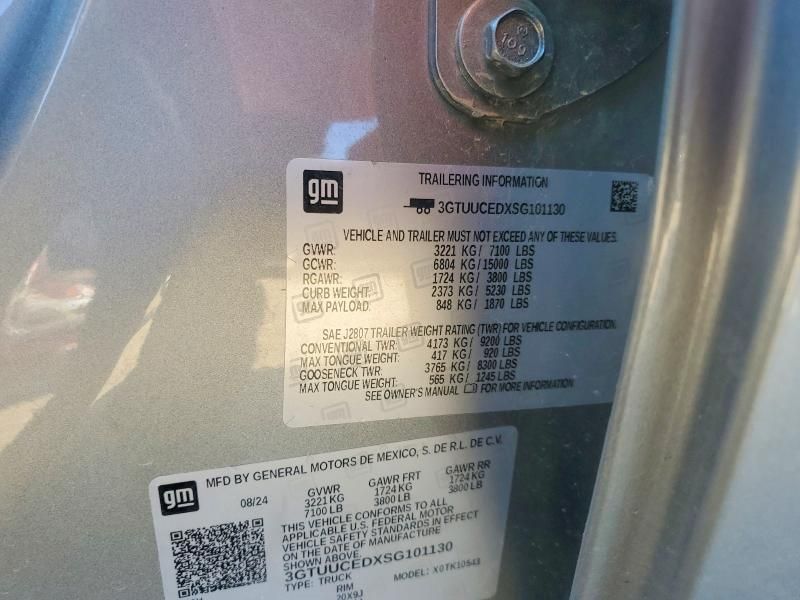 109
gm
TRAILERING INFORMATION
3GTUUCEDXSG101130
VEHICLE AND TRAILER MUST NOT EXCEED ANY OF THESE VALUES.
GVWR: 3221 KG / 7100 LBS
GCWR: 6804 KG / 15000 LBS
RGAWR: 1724 KG / 3800 LBS
CURB WEIGHT: 2373 KG / 5230 LBS
MAX PAYLOAD: 848 KG / 1870 LBS
SAE J2807 TRAILER WEIGHT RATING (TWR) FOR VEHICLE CONFIGURATION.
CONVENTIONAL TWR: 4173 KG / 9200 LBS
MAX TONGUE WEIGHT: 417 KG / 920 LBS
GOOSENECK TWR: 3765 KG / 8300 LBS
MAX TONGUE WEIGHT: 565 KG / 1245 LBS
SEE OWNER'S MANUAL FOR MORE INFORMATION
gm
MFD BY GENERAL MOTORS DE MEXICO, S. DE R.L. DE C.V.
08/24 GVWR GAWR FRT GAWR RR
3221 KG 1724 KG 1724 KG
7100 LB 3800 LB 3800 LB
THIS VEHICLE CONFORMS TO ALL
APPLICABLE U.S. FEDERAL MOTOR
VEHICLE SAFETY STANDARDS IN EFFECT
ON THE DATE OF MANUFACTURE
SHOWN ABOVE.
3GTUUCEDXSG101130
TYPE: TRUCK MODEL: X0TK10543
RIM
20X9J